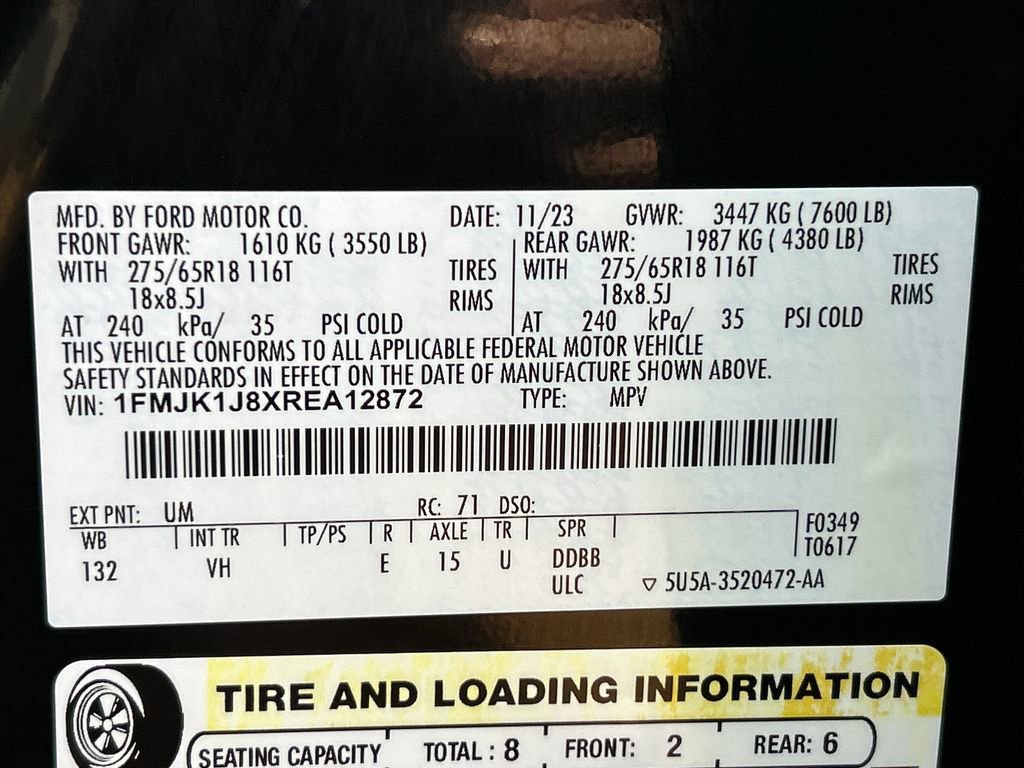 MFD. BY FORD MOTOR CO. DATE: 11/23 GVWR: 3447 KG ( 7600 LB)
FRONT GAWR: 1610 KG ( 3550 LB) REAR GAWR: 1987 KG ( 4380 LB)
WITH 275/65R18 116T TIRES WITH 275/65R18 116T TIRES
18x8.5J RIMS 18x8.5J RIMS
AT 240 kPa/ 35 PSI COLD AT 240 kPa/ 35 PSI COLD
THIS VEHICLE CONFORMS TO ALL APPLICABLE FEDERAL MOTOR VEHICLE
SAFETY STANDARDS IN EFFECT ON THE DATE OF MANUFACTURE SHOWN ABOVE.
VIN: 1FMJK1J8XREA12872 TYPE: MPV
EXT PNT: UM RC: 71 DSO:
WB INT TR TP/PS R AXLE TR SPR F0349
T0617
132 VH E 15 U DDBB
ULC ▽ 5U5A-3520472-AA
TIRE AND LOADING INFORMATION
SEATING CAPACITY TOTAL : 8 FRONT: 2 REAR: 6